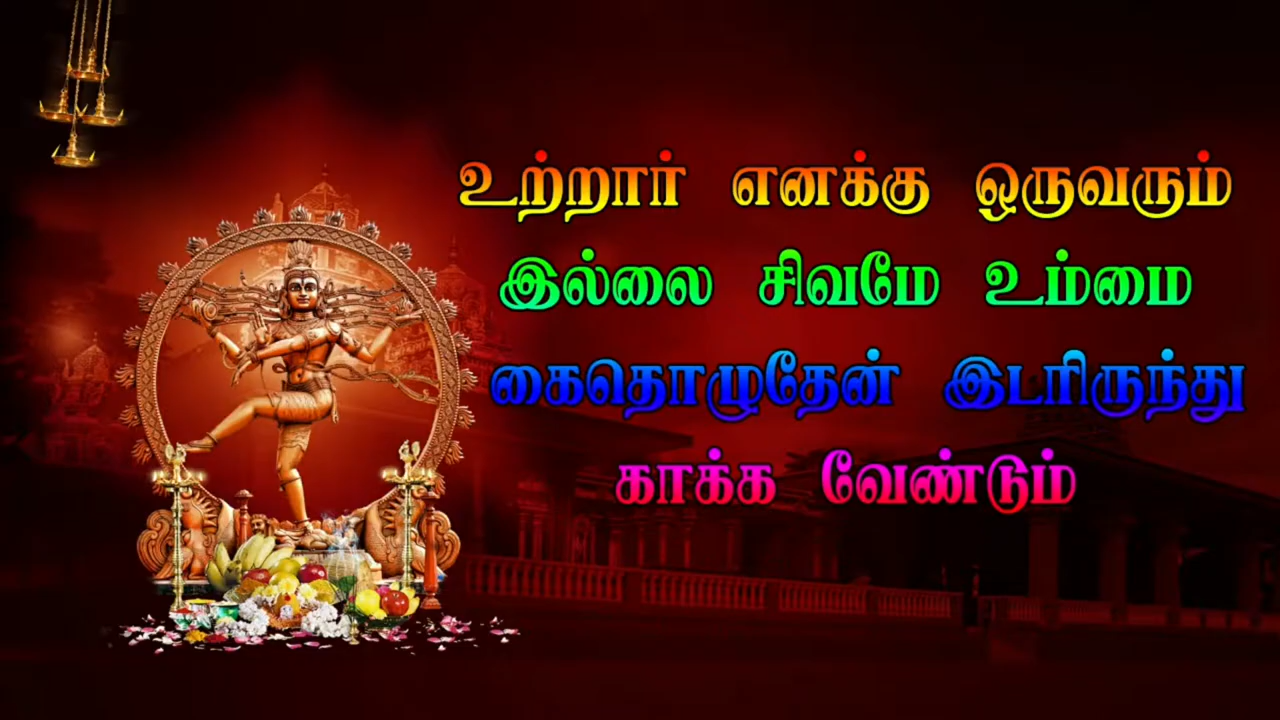 உற்றார் எனக்கு ஒருவரும்
இல்லை சிவமே உம்மை
கைதொழுதேன் இடரிருந்து
காக்க வேண்டும்